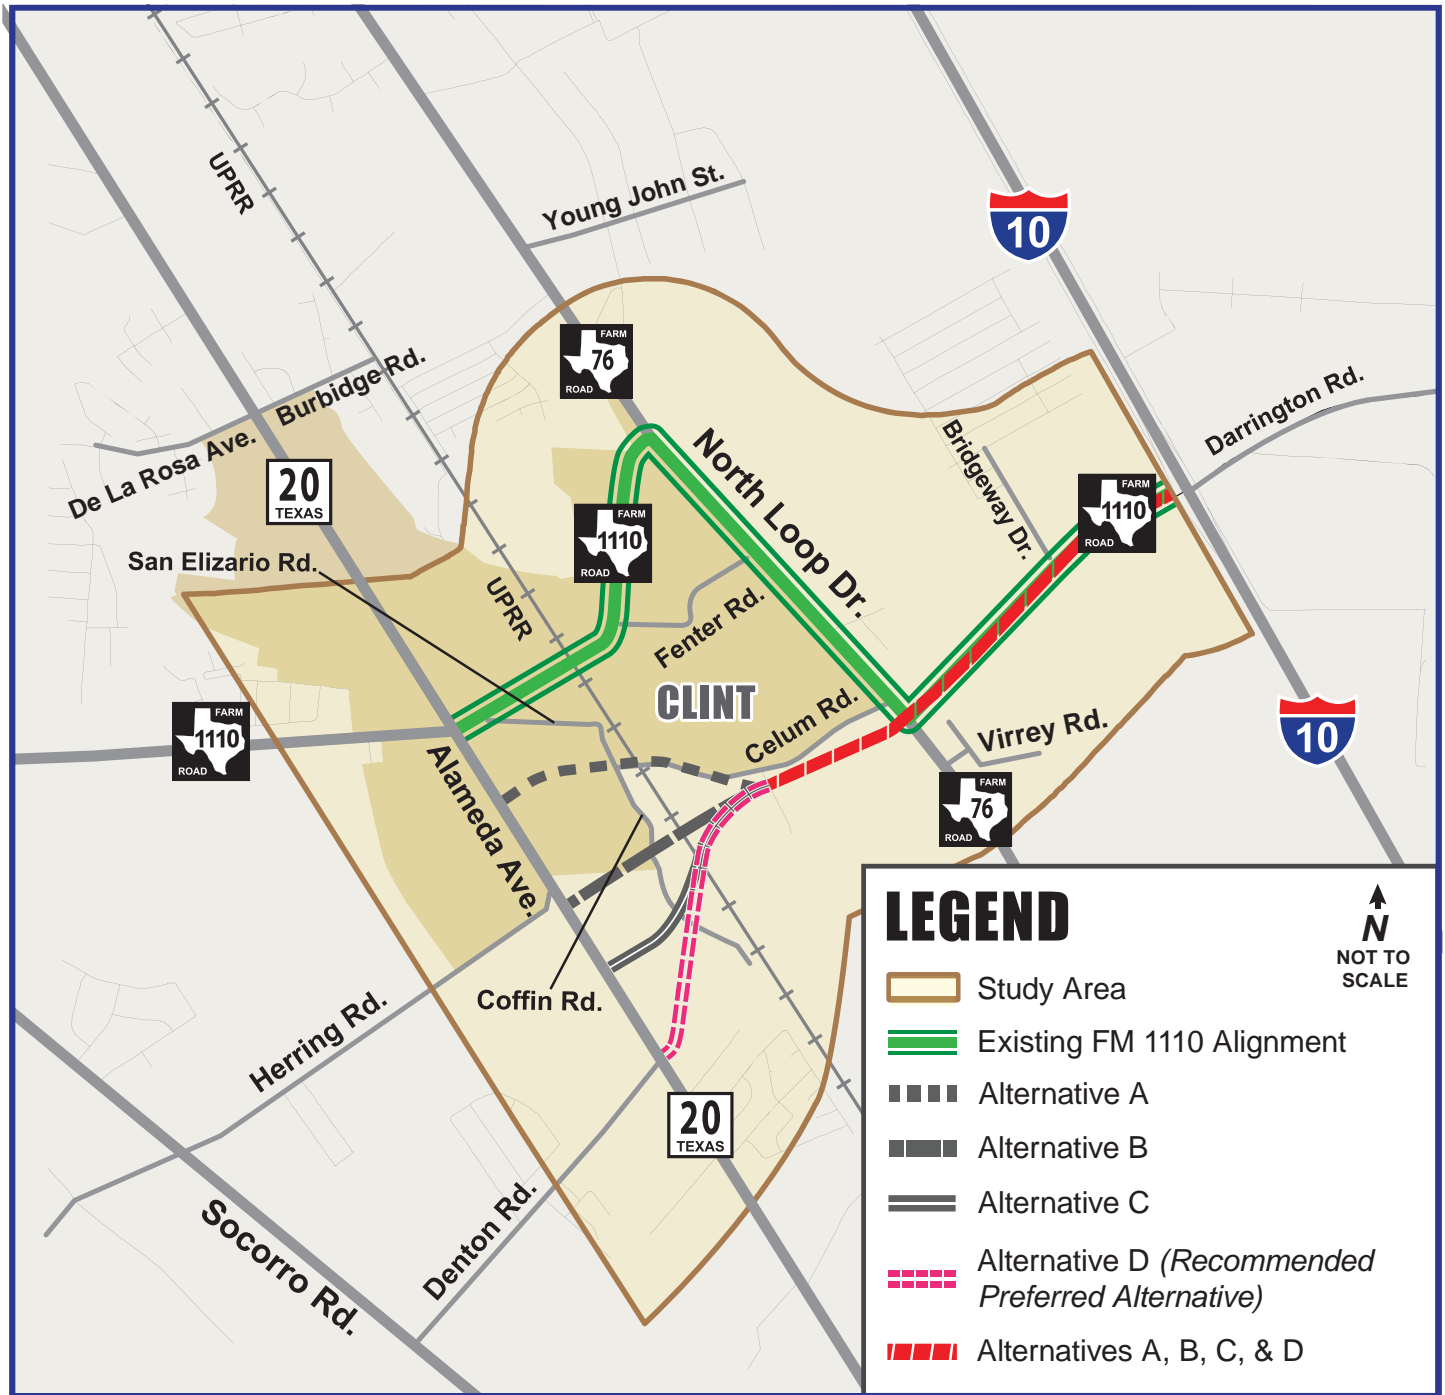 UPRR
Young John St.
10
FARM
76
ROAD
Burbidge Rd.
De La Rosa Ave.
Darrington Rd.
North Loop Dr.
Bridgeway Dr.
20
TEXAS
FARM
1110
ROAD
FARM
1110
ROAD
San Elizario Rd.
UPRR
Fenter Rd.
CLINT
Celum Rd.
FARM
1110
ROAD
Virrey Rd.
10
Alameda Ave.
FARM
76
ROAD
Coffin Rd.
Herring Rd.
20
TEXAS
Denton Rd.
Socorro Rd.
LEGEND
N
NOT TO
SCALE
Study Area
Existing FM 1110 Alignment
Alternative A
Alternative B
Alternative C
Alternative D (Recommended
Preferred Alternative)
Alternatives A, B, C, & D